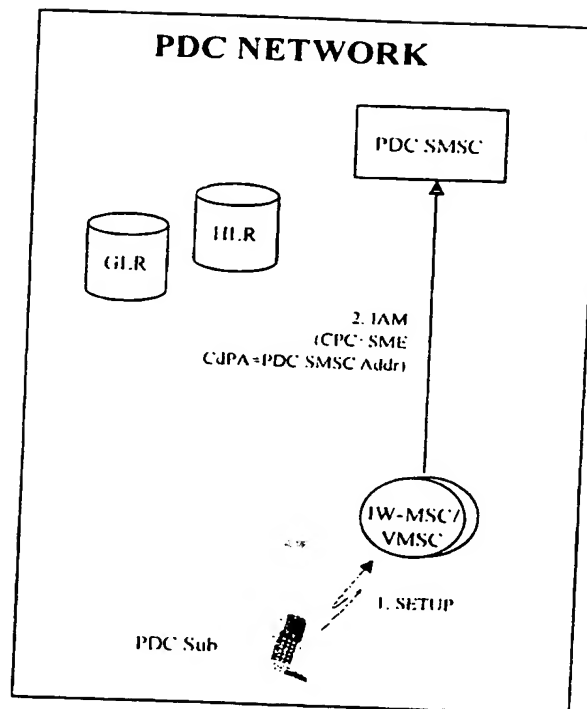 PDC NETWORK
PDC SMSC
HLR
GLR
2. IAM
(CPC: SME
CdPA=PDC SMSC Addr)
IW-MSC/
VMSC
1. SETUP
PDC Sub